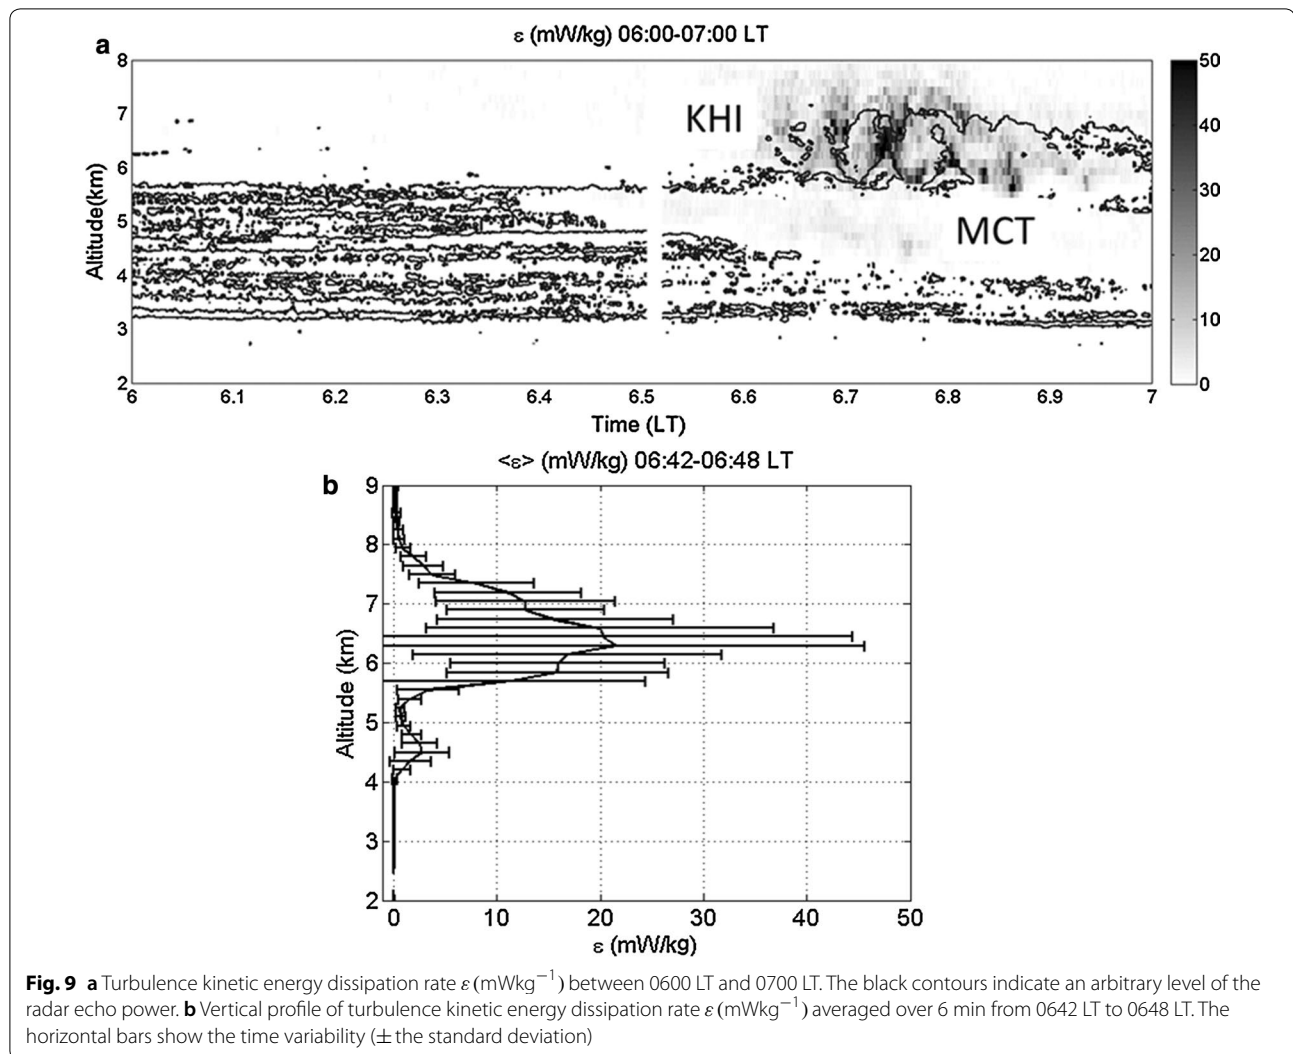 a
ε (mW/kg) 06:00-07:00 LT
8
7
6
5
4
3
2
Altitude(km)
KHI
MCT
50
40
30
20
10
0
6 6.1 6.2 6.3 6.4 6.5 6.6 6.7 6.8 6.9 7
Time (LT)
b
<ε> (mW/kg) 06:42-06:48 LT
9
8
7
6
5
4
3
2
Altitude (km)
0 10 20 30 40 50
ε (mW/kg)
Fig. 9 a Turbulence kinetic energy dissipation rate ε (mWkg⁻¹) between 0600 LT and 0700 LT. The black contours indicate an arbitrary level of the
radar echo power. b Vertical profile of turbulence kinetic energy dissipation rate ε (mWkg⁻¹) averaged over 6 min from 0642 LT to 0648 LT. The
horizontal bars show the time variability (± the standard deviation)